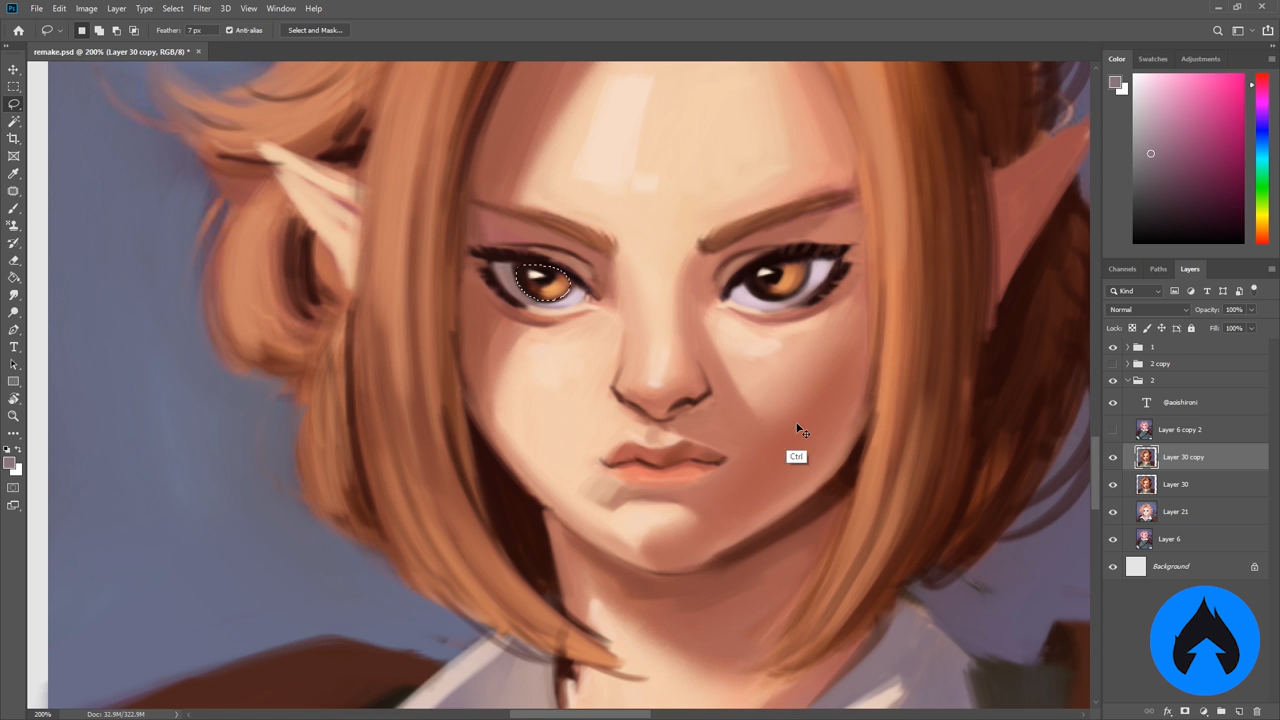 Ps File Edit Image Layer Type Select Filter 3D View Window Help
Feather: 7 px Anti-alias Select and Mask...
remake.psd @ 200% (Layer 30 copy, RGB/8) * ×
Color Swatches Adjustments
Channels Paths Layers
Kind
Normal Opacity: 100%
Lock: Fill: 100%
1
2 copy
2
T @aoishironi
Layer 6 copy 2
Layer 30 copy
Ctrl
Layer 30
Layer 21
Layer 6
Background
200% Doc: 32.9M/322.9M
fx